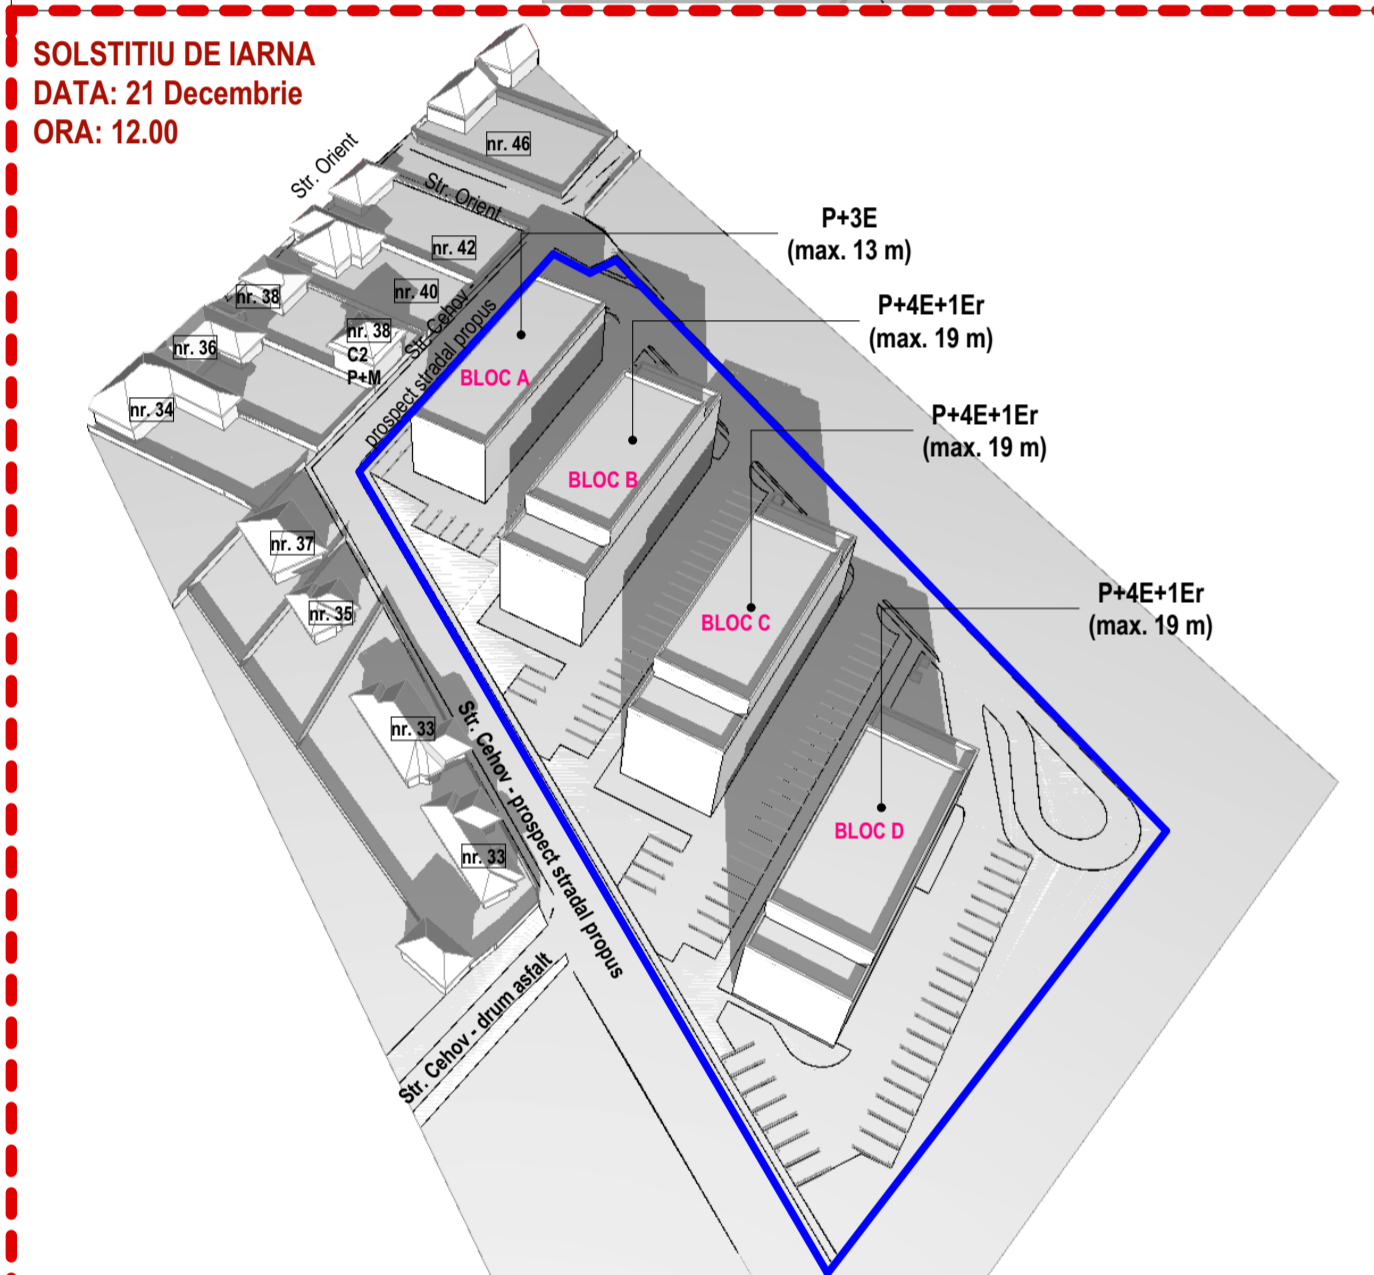 SOLSTITIU DE IARNA
DATA: 21 Decembrie
ORA: 12.00
Str. Orient
nr. 46
Str. Orient
nr. 42
nr. 40
nr. 38
nr. 38
C2
P+M
nr. 36
nr. 34
Str. Cehov -
prospect stradal propus
P+3E
(max. 13 m)
P+4E+1Er
(max. 19 m)
P+4E+1Er
(max. 19 m)
P+4E+1Er
(max. 19 m)
BLOC A
BLOC B
BLOC C
BLOC D
nr. 37
nr. 35
nr. 33
nr. 33
Str. Cehov - prospect stradal propus
Str. Cehov - drum asfalt